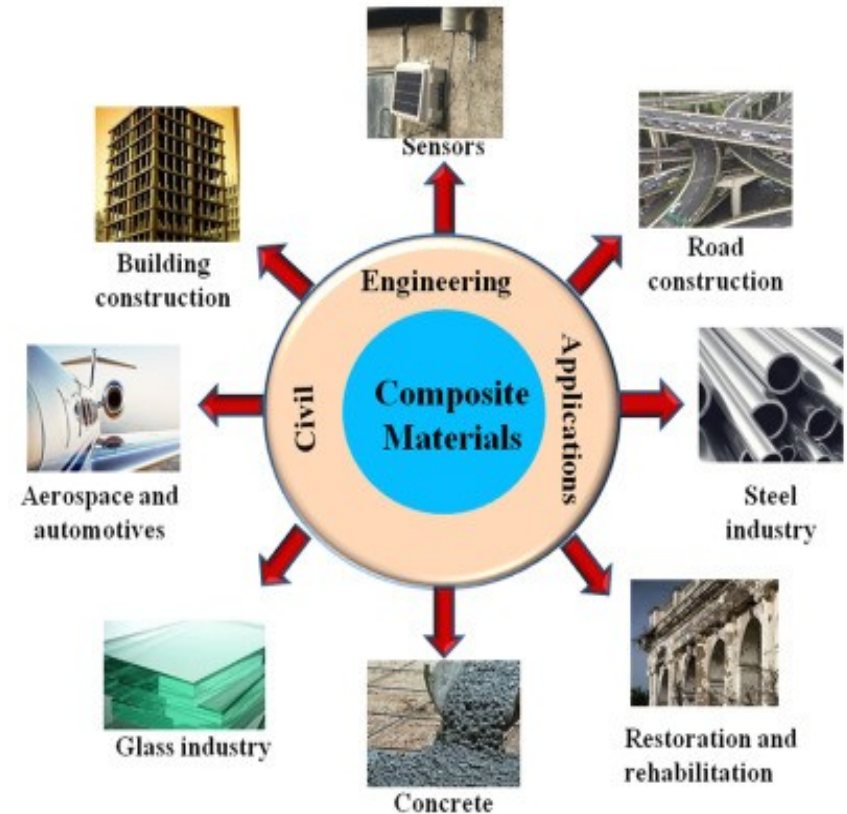 Sensors
Building
construction
Road
construction
Engineering
Civil
Applications
Composite
Materials
Aerospace and
automotives
Steel
industry
Glass industry
Concrete
Restoration and
rehabilitation